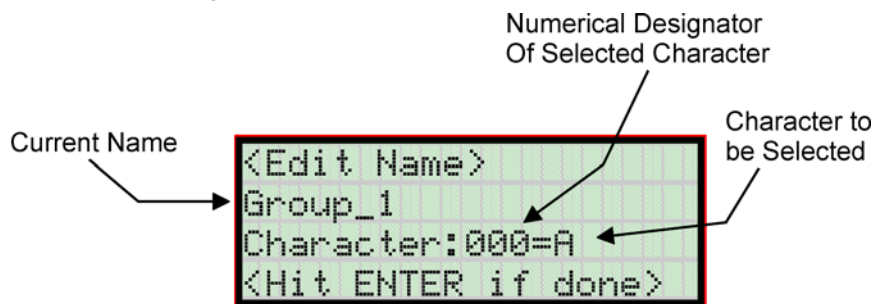 Numerical Designator
Of Selected Character
Current Name
Character to
be Selected
<Edit Name>
Group_1
Character:000=A
<Hit ENTER if done>